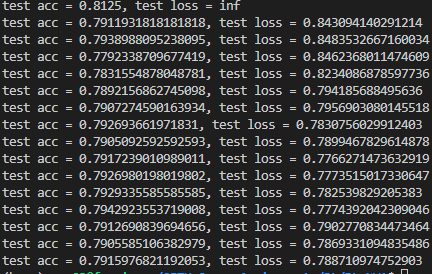 test acc = 0.8125, test loss = inf
test acc = 0.7911931818181818, test loss = 0.843094140291214
test acc = 0.7938988095238095, test loss = 0.8483532667160034
test acc = 0.7792338709677419, test loss = 0.8462368011474609
test acc = 0.7831554878048781, test loss = 0.8234086878597736
test acc = 0.7892156862745098, test loss = 0.794185688495636
test acc = 0.7907274590163934, test loss = 0.7956903080145518
test acc = 0.792693661971831, test loss = 0.7830756029912403
test acc = 0.7905092592592593, test loss = 0.7899467829614878
test acc = 0.7917239010989011, test loss = 0.7766271473632919
test acc = 0.7926980198019802, test loss = 0.7773515017330647
test acc = 0.7929335585585585, test loss = 0.782539829205383
test acc = 0.7942923553719008, test loss = 0.7774392042309046
test acc = 0.7912690839694656, test loss = 0.7902770834473464
test acc = 0.7905585106382979, test loss = 0.7869331094835486
test acc = 0.7915976821192053, test loss = 0.788710974752903